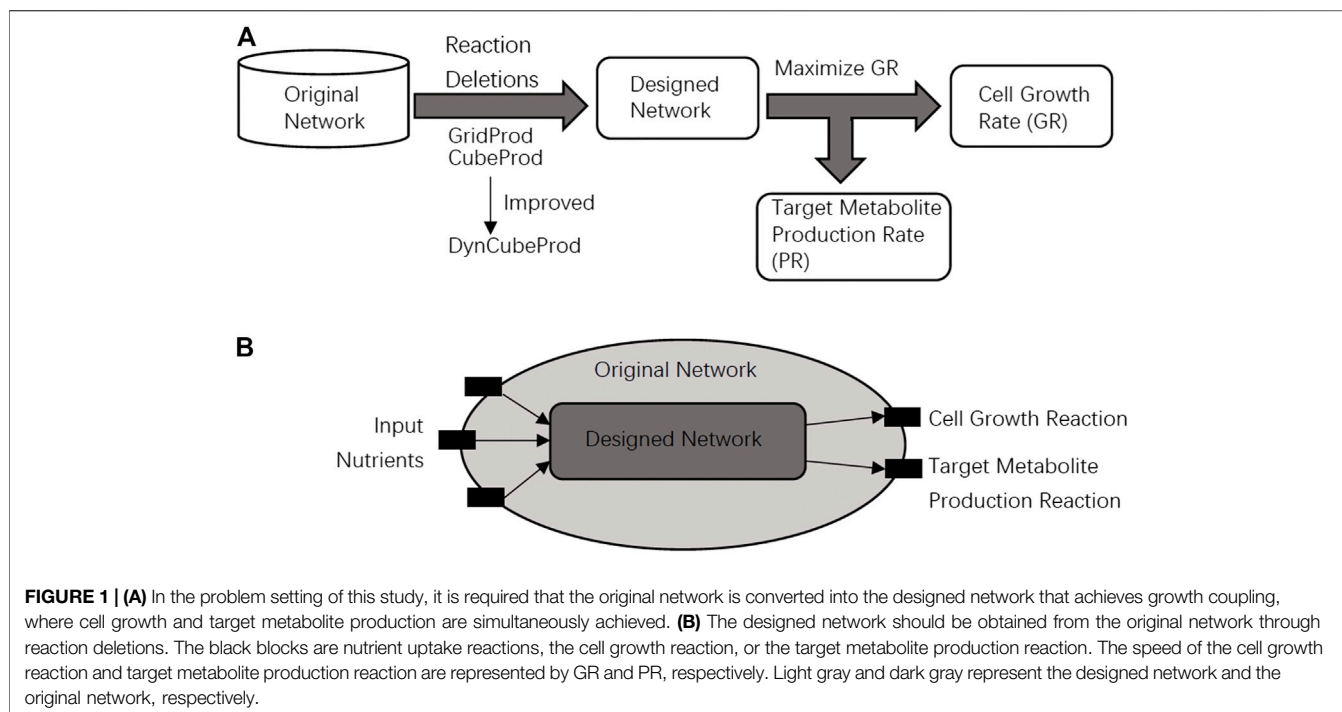 A
Original
Network
Reaction
Deletions
GridProd
CubeProd
Improved
DynCubeProd
Designed
Network
Maximize GR
Cell Growth
Rate (GR)
Target Metabolite
Production Rate
(PR)
B
Original Network
Input
Nutrients
Designed Network
Cell Growth Reaction
Target Metabolite
Production Reaction
FIGURE 1 | (A) In the problem setting of this study, it is required that the original network is converted into the designed network that achieves growth coupling,
where cell growth and target metabolite production are simultaneously achieved. (B) The designed network should be obtained from the original network through
reaction deletions. The black blocks are nutrient uptake reactions, the cell growth reaction, or the target metabolite production reaction. The speed of the cell growth
reaction and target metabolite production reaction are represented by GR and PR, respectively. Light gray and dark gray represent the designed network and the
original network, respectively.